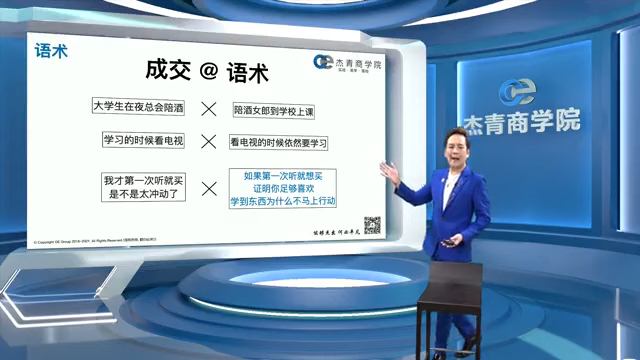 语术
成交 @ 语术
杰青商学院
大学生在夜总会陪酒
陪酒女郎到学校上课
学习的时候看电视
看电视的时候依然要学习
我才第一次听就买
是不是太冲动了
如果第一次听就想买
证明你足够喜欢
学到东西为什么不马上行动
杰青商学院